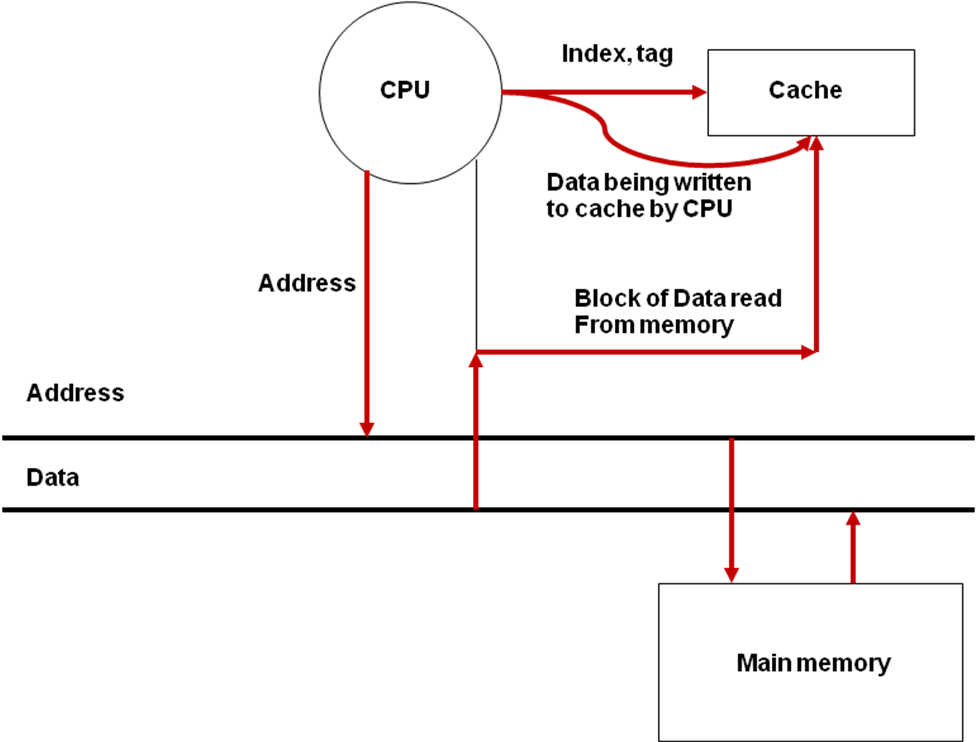 Index, tag
CPU
Cache
Data being written
to cache by CPU
Address
Block of Data read
From memory
Address
Data
Main memory